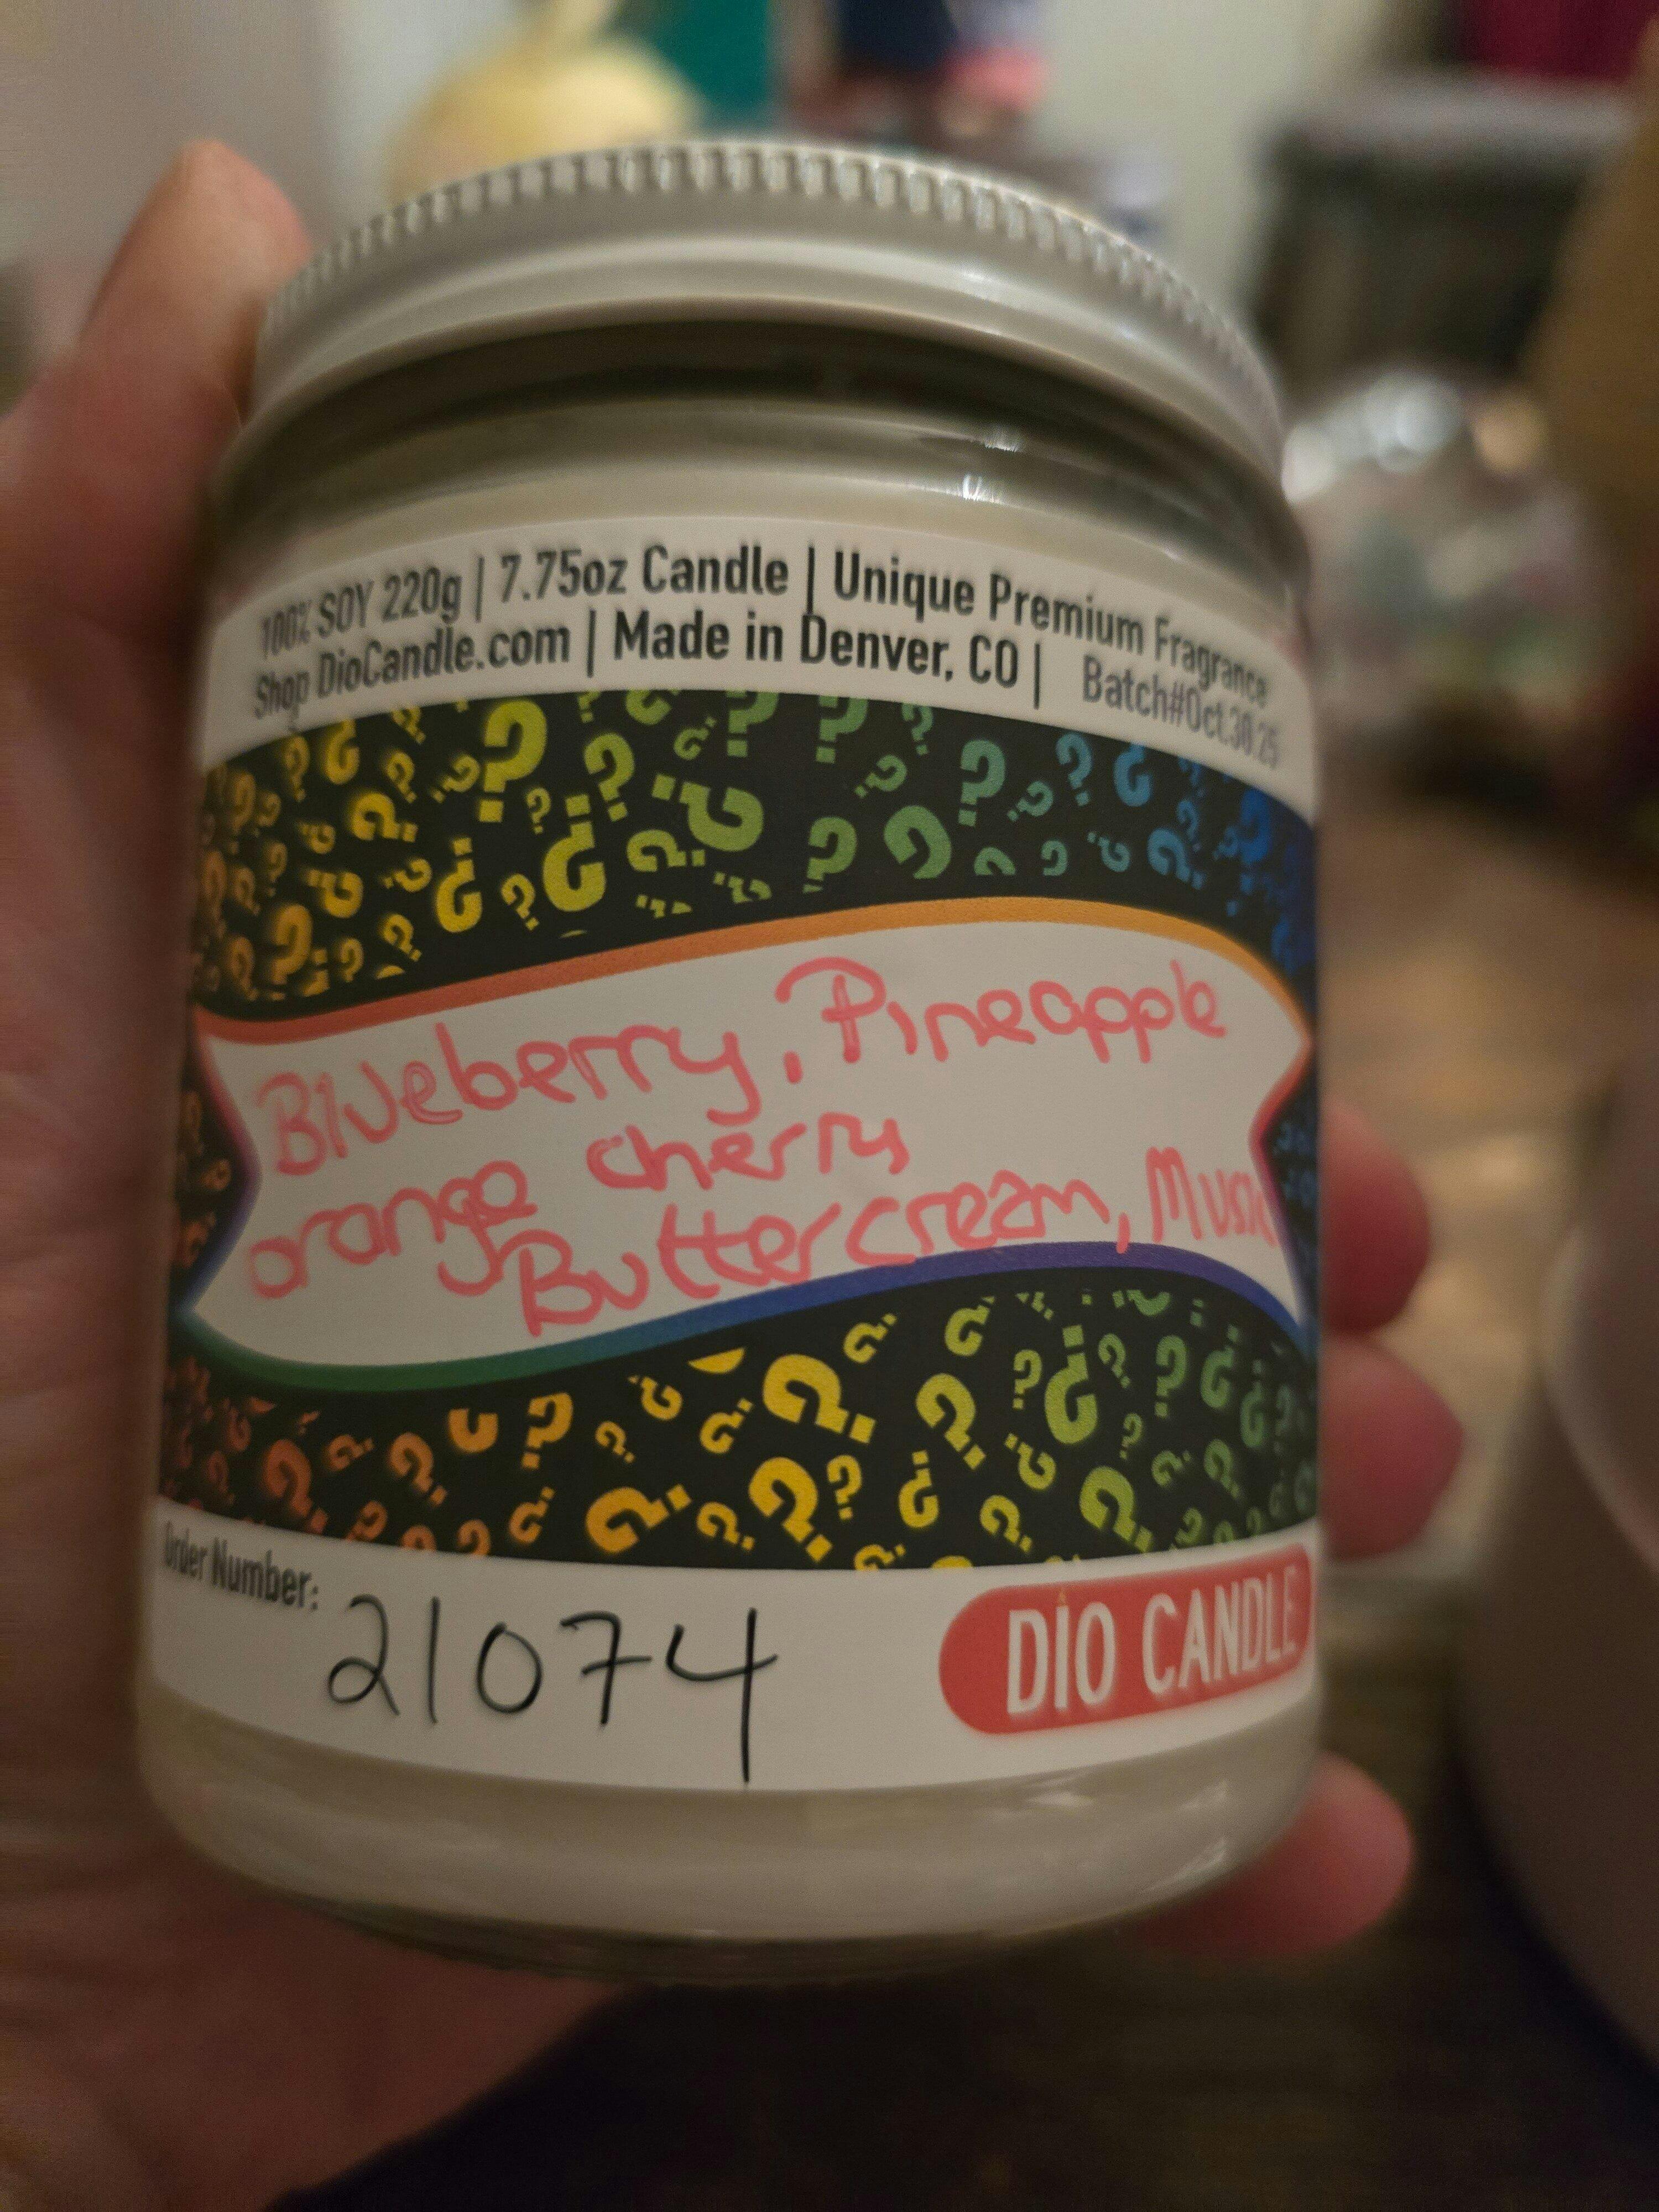 100% SOY 220g | 7.75oz Candle | Unique Premium Fragrance
Shop DioCandle.com | Made in Denver, CO | Batch#Oct.30.25
Blueberry, Pineapple
orange cherry
Buttercream, Musk
Order Number: 21074
DIO CANDLE